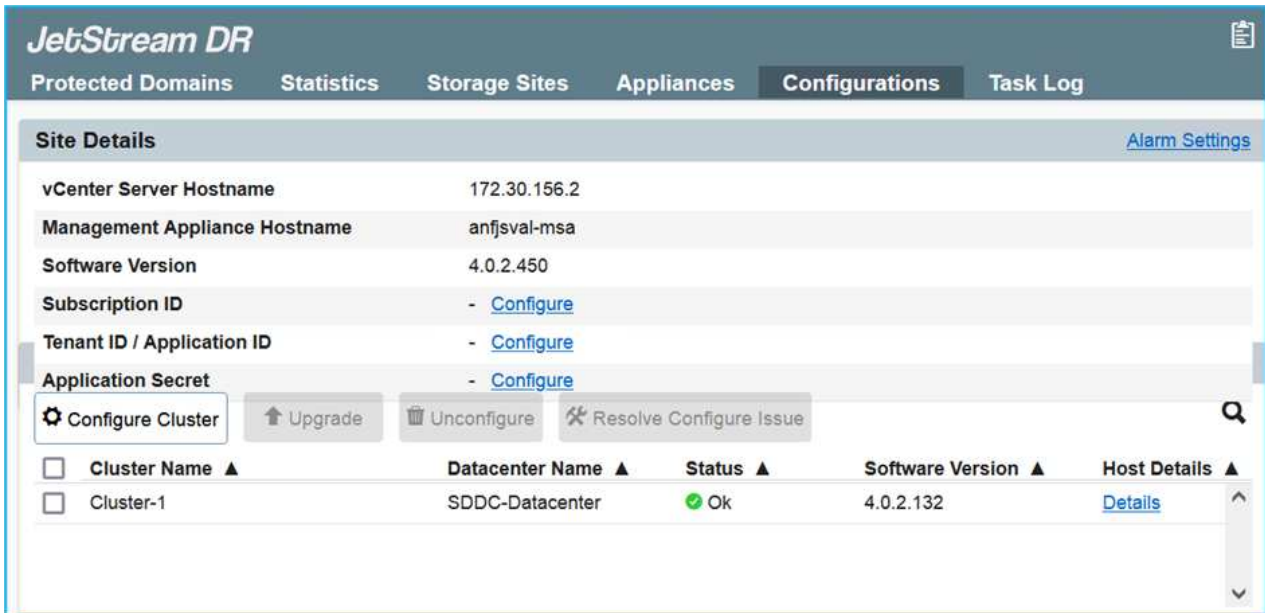 JetStream DR
Protected Domains Statistics Storage Sites Appliances Configurations Task Log
Site Details Alarm Settings
vCenter Server Hostname 172.30.156.2
Management Appliance Hostname anfjsval-msa
Software Version 4.0.2.450
Subscription ID - Configure
Tenant ID / Application ID - Configure
Application Secret - Configure
Configure Cluster Upgrade Unconfigure Resolve Configure Issue
Cluster Name ▲ Datacenter Name ▲ Status ▲ Software Version ▲ Host Details ▲
Cluster-1 SDDC-Datacenter Ok 4.0.2.132 Details